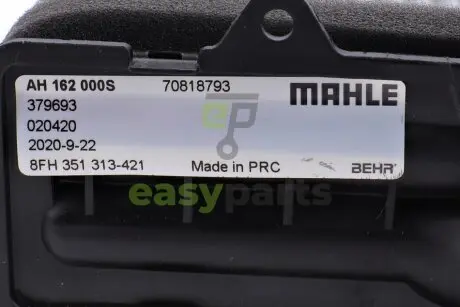 AH 162 000S 70818793 MAHLE
379693
020420
2020-9-22
8FH 351 313-421 Made in PRC BEHR
easyparts